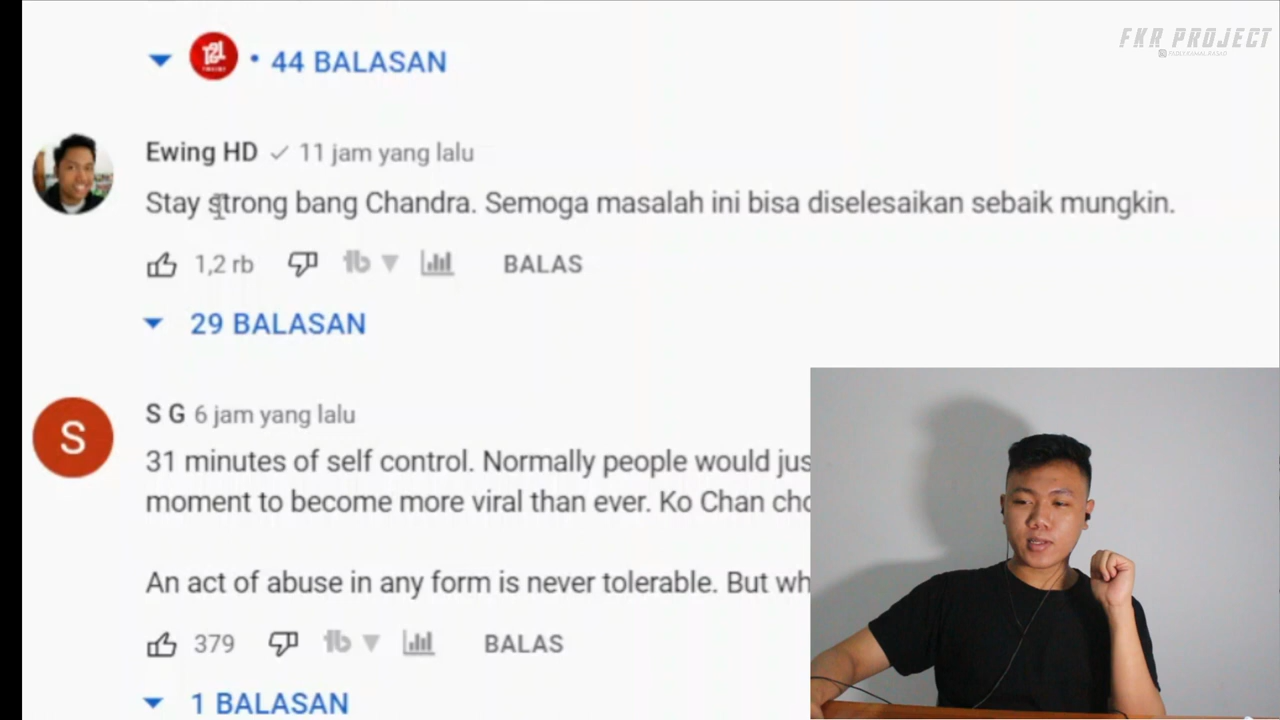 FKR PROJECT
44 BALASAN
Ewing HD 11 jam yang lalu
Stay strong bang Chandra. Semoga masalah ini bisa diselesaikan sebaik mungkin.
1,2 rb BALAS
29 BALASAN
S
S G 6 jam yang lalu
31 minutes of self control. Normally people would jus
moment to become more viral than ever. Ko Chan cho
An act of abuse in any form is never tolerable. But wh
379 BALAS
1 BALASAN